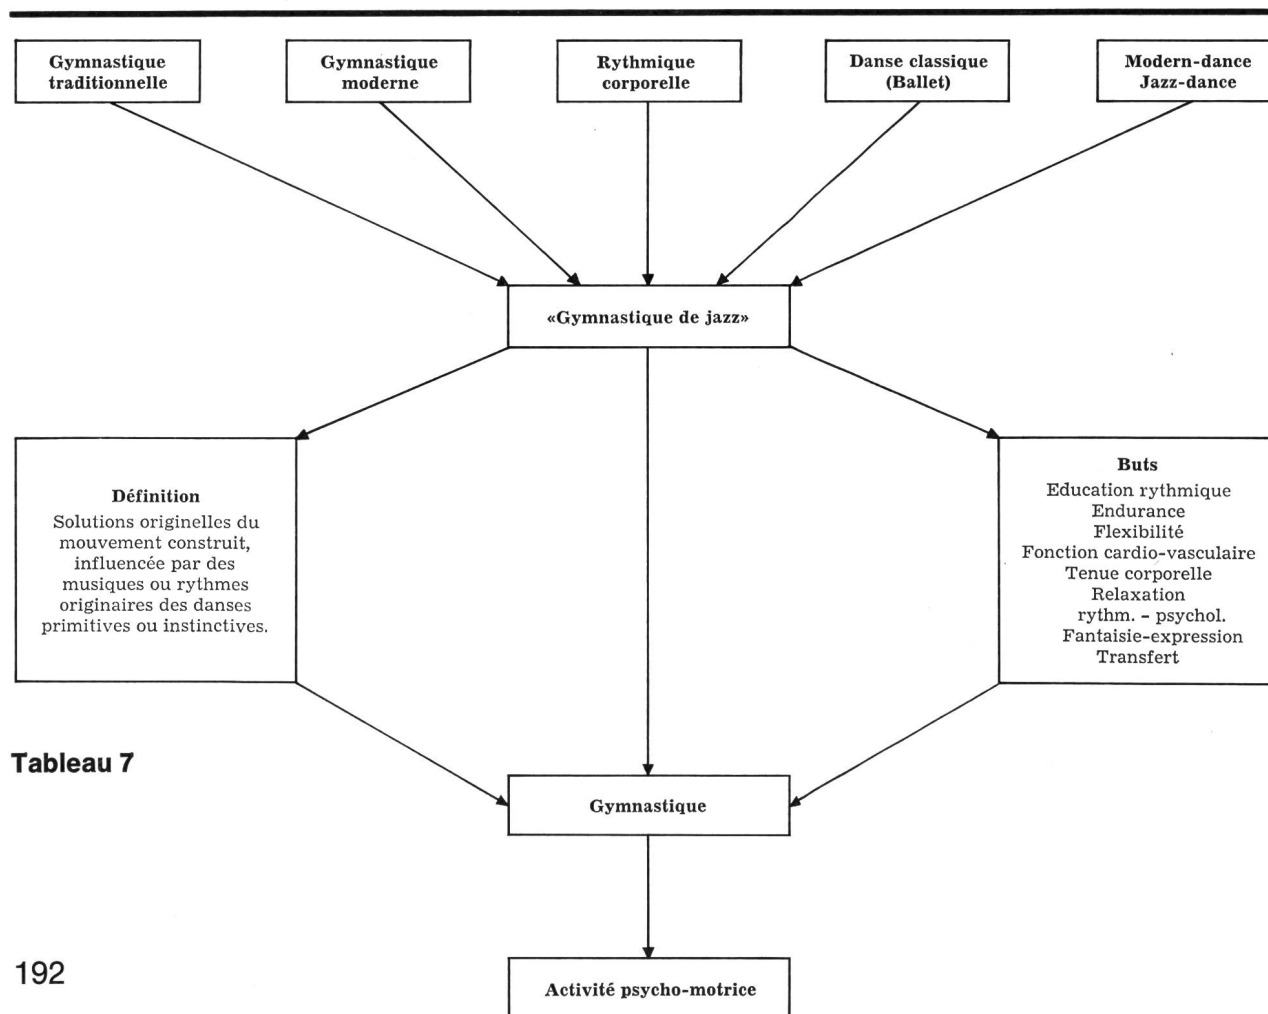 Gymnastique
traditionnelle
Gymnastique
moderne
Rythmique
corporelle
Danse classique
(Ballet)
Modern-dance
Jazz-dance
«Gymnastique de jazz»
Définition
Solutions originelles du
mouvement construit,
influencée par des
musiques ou rythmes
originaires des danses
primitives ou instinctives.
Buts
Education rythmique
Endurance
Flexibilité
Fonction cardio-vasculaire
Tenue corporelle
Relaxation
rythm. - psychol.
Fantaisie-expression
Transfert
Tableau 7
Gymnastique
192
Activité psycho-motrice